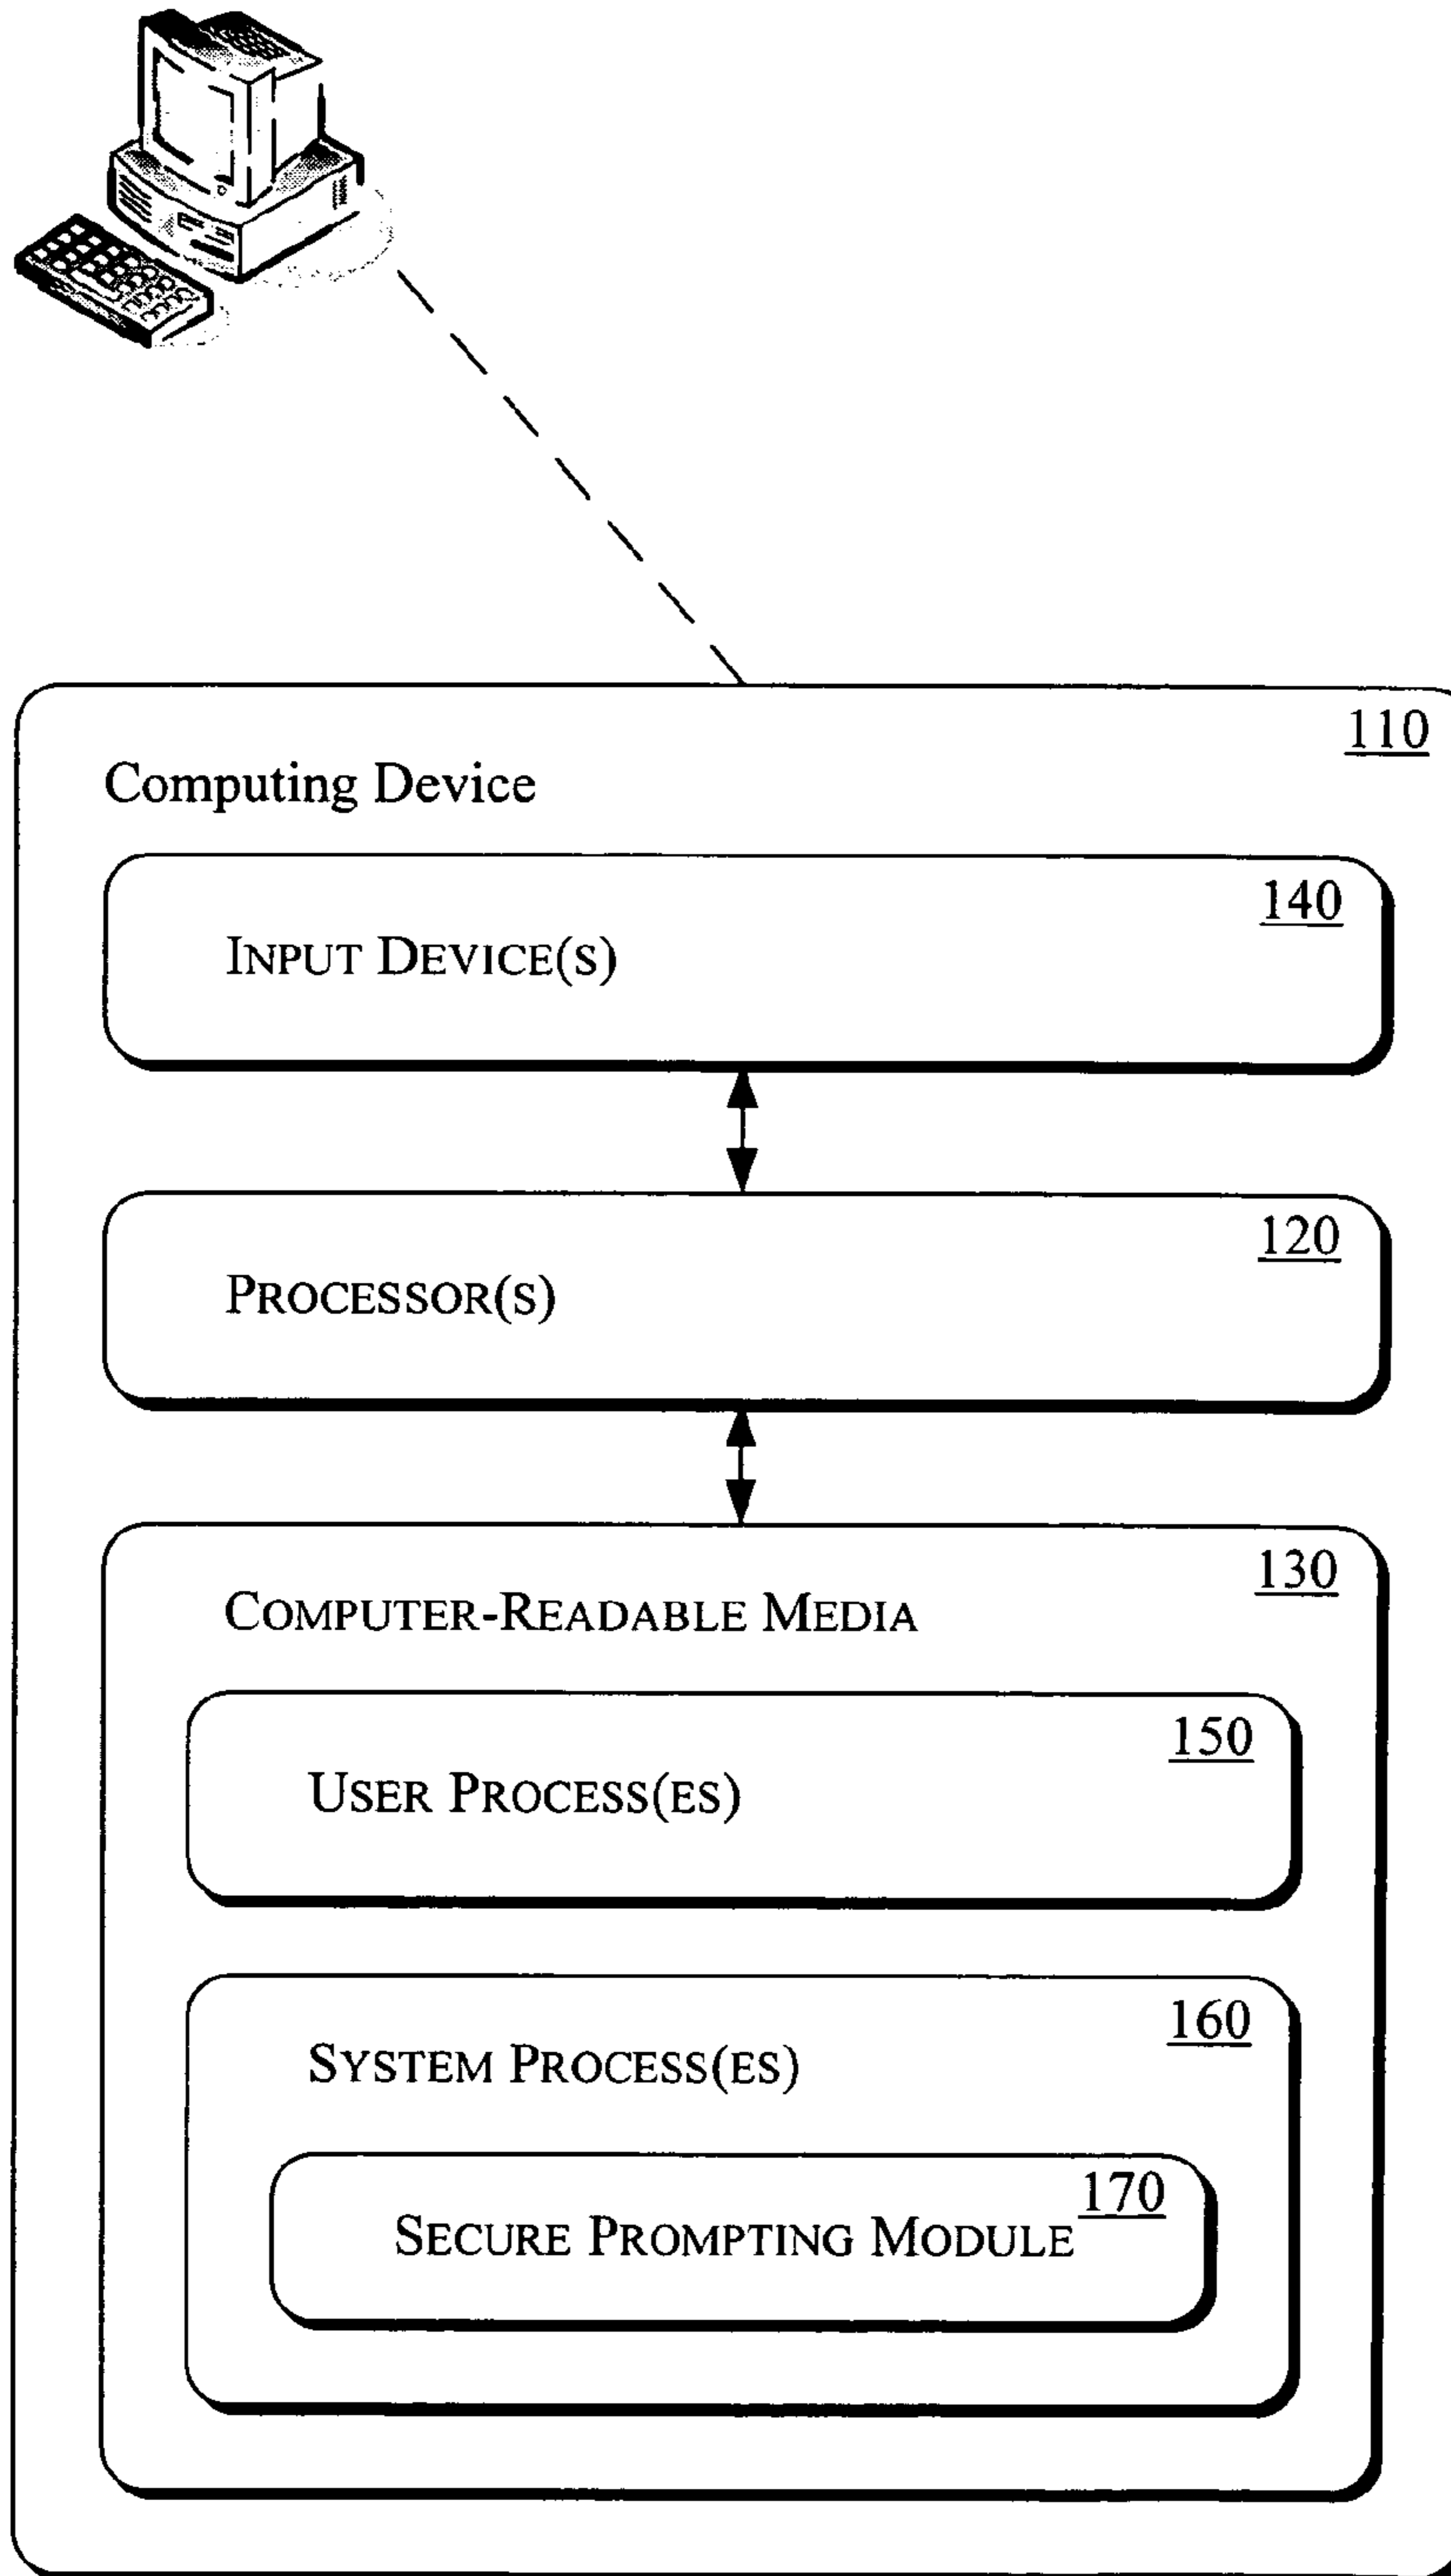 110
Computing Device
140
INPUT DEVICE(S)
120
PROCESSOR(S)
130
COMPUTER-READABLE MEDIA
150
USER PROCESS(ES)
160
SYSTEM PROCESS(ES)
170
SECURE PROMPTING MODULE